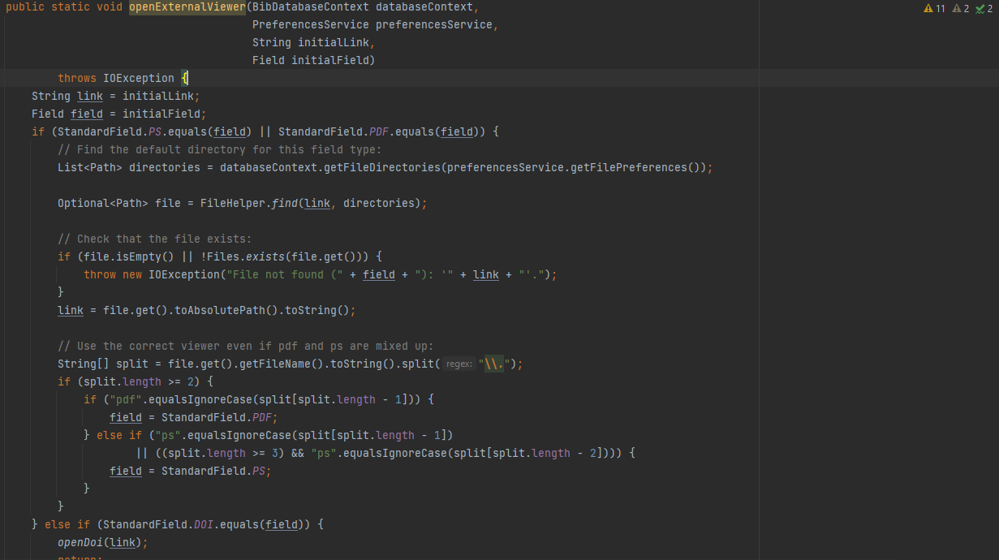 public static void openExternalViewer(BibDatabaseContext databaseContext, 11 2 2
PreferencesService preferencesService,
String initialLink,
Field initialField)
throws IOException {
String link = initialLink;
Field field = initialField;
if (StandardField.PS.equals(field) || StandardField.PDF.equals(field)) {
// Find the default directory for this field type:
List<Path> directories = databaseContext.getFileDirectories(preferencesService.getFilePreferences());
Optional<Path> file = FileHelper.find(link, directories);
// Check that the file exists:
if (file.isEmpty() || !Files.exists(file.get())) {
throw new IOException("File not found (" + field + "): '" + link + "'.");
}
link = file.get().toAbsolutePath().toString();
// Use the correct viewer even if pdf and ps are mixed up:
String[] split = file.get().getFileName().toString().split( regex: "\\.");
if (split.length >= 2) {
if ("pdf".equalsIgnoreCase(split[split.length - 1])) {
field = StandardField.PDF;
} else if ("ps".equalsIgnoreCase(split[split.length - 1])
|| ((split.length >= 3) && "ps".equalsIgnoreCase(split[split.length - 2]))) {
field = StandardField.PS;
}
}
} else if (StandardField.DOI.equals(field)) {
openDoi(link);
return;